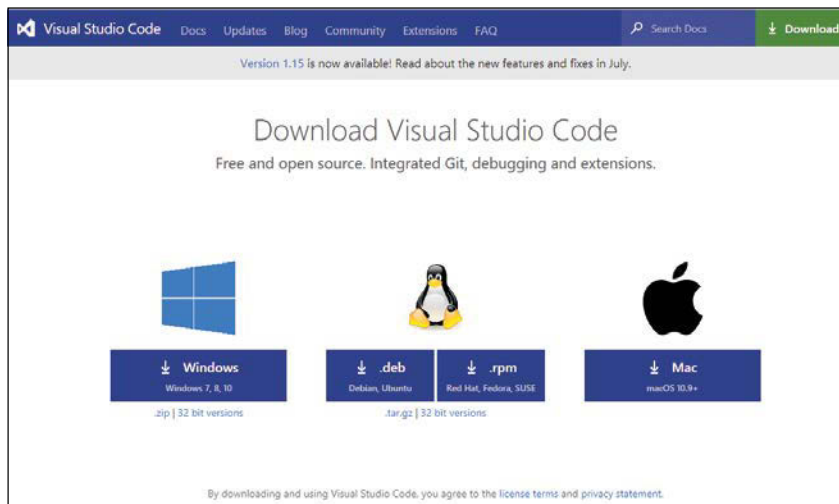 Visual Studio Code Docs Updates Blog Community Extensions FAQ Search Docs Download
Version 1.15 is now available! Read about the new features and fixes in July.
Download Visual Studio Code
Free and open source. Integrated Git, debugging and extensions.
Windows
Windows 7, 8, 10
.zip | 32 bit versions
.deb
Debian, Ubuntu
.rpm
Red Hat, Fedora, SUSE
.tar.gz | 32 bit versions
Mac
macOS 10.9+
By downloading and using Visual Studio Code, you agree to the license terms and privacy statement.